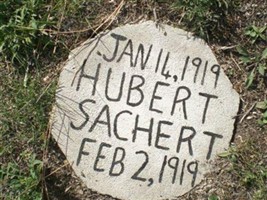 JAN 14, 1919
HUBERT
SACHERT
FEB 2, 1919